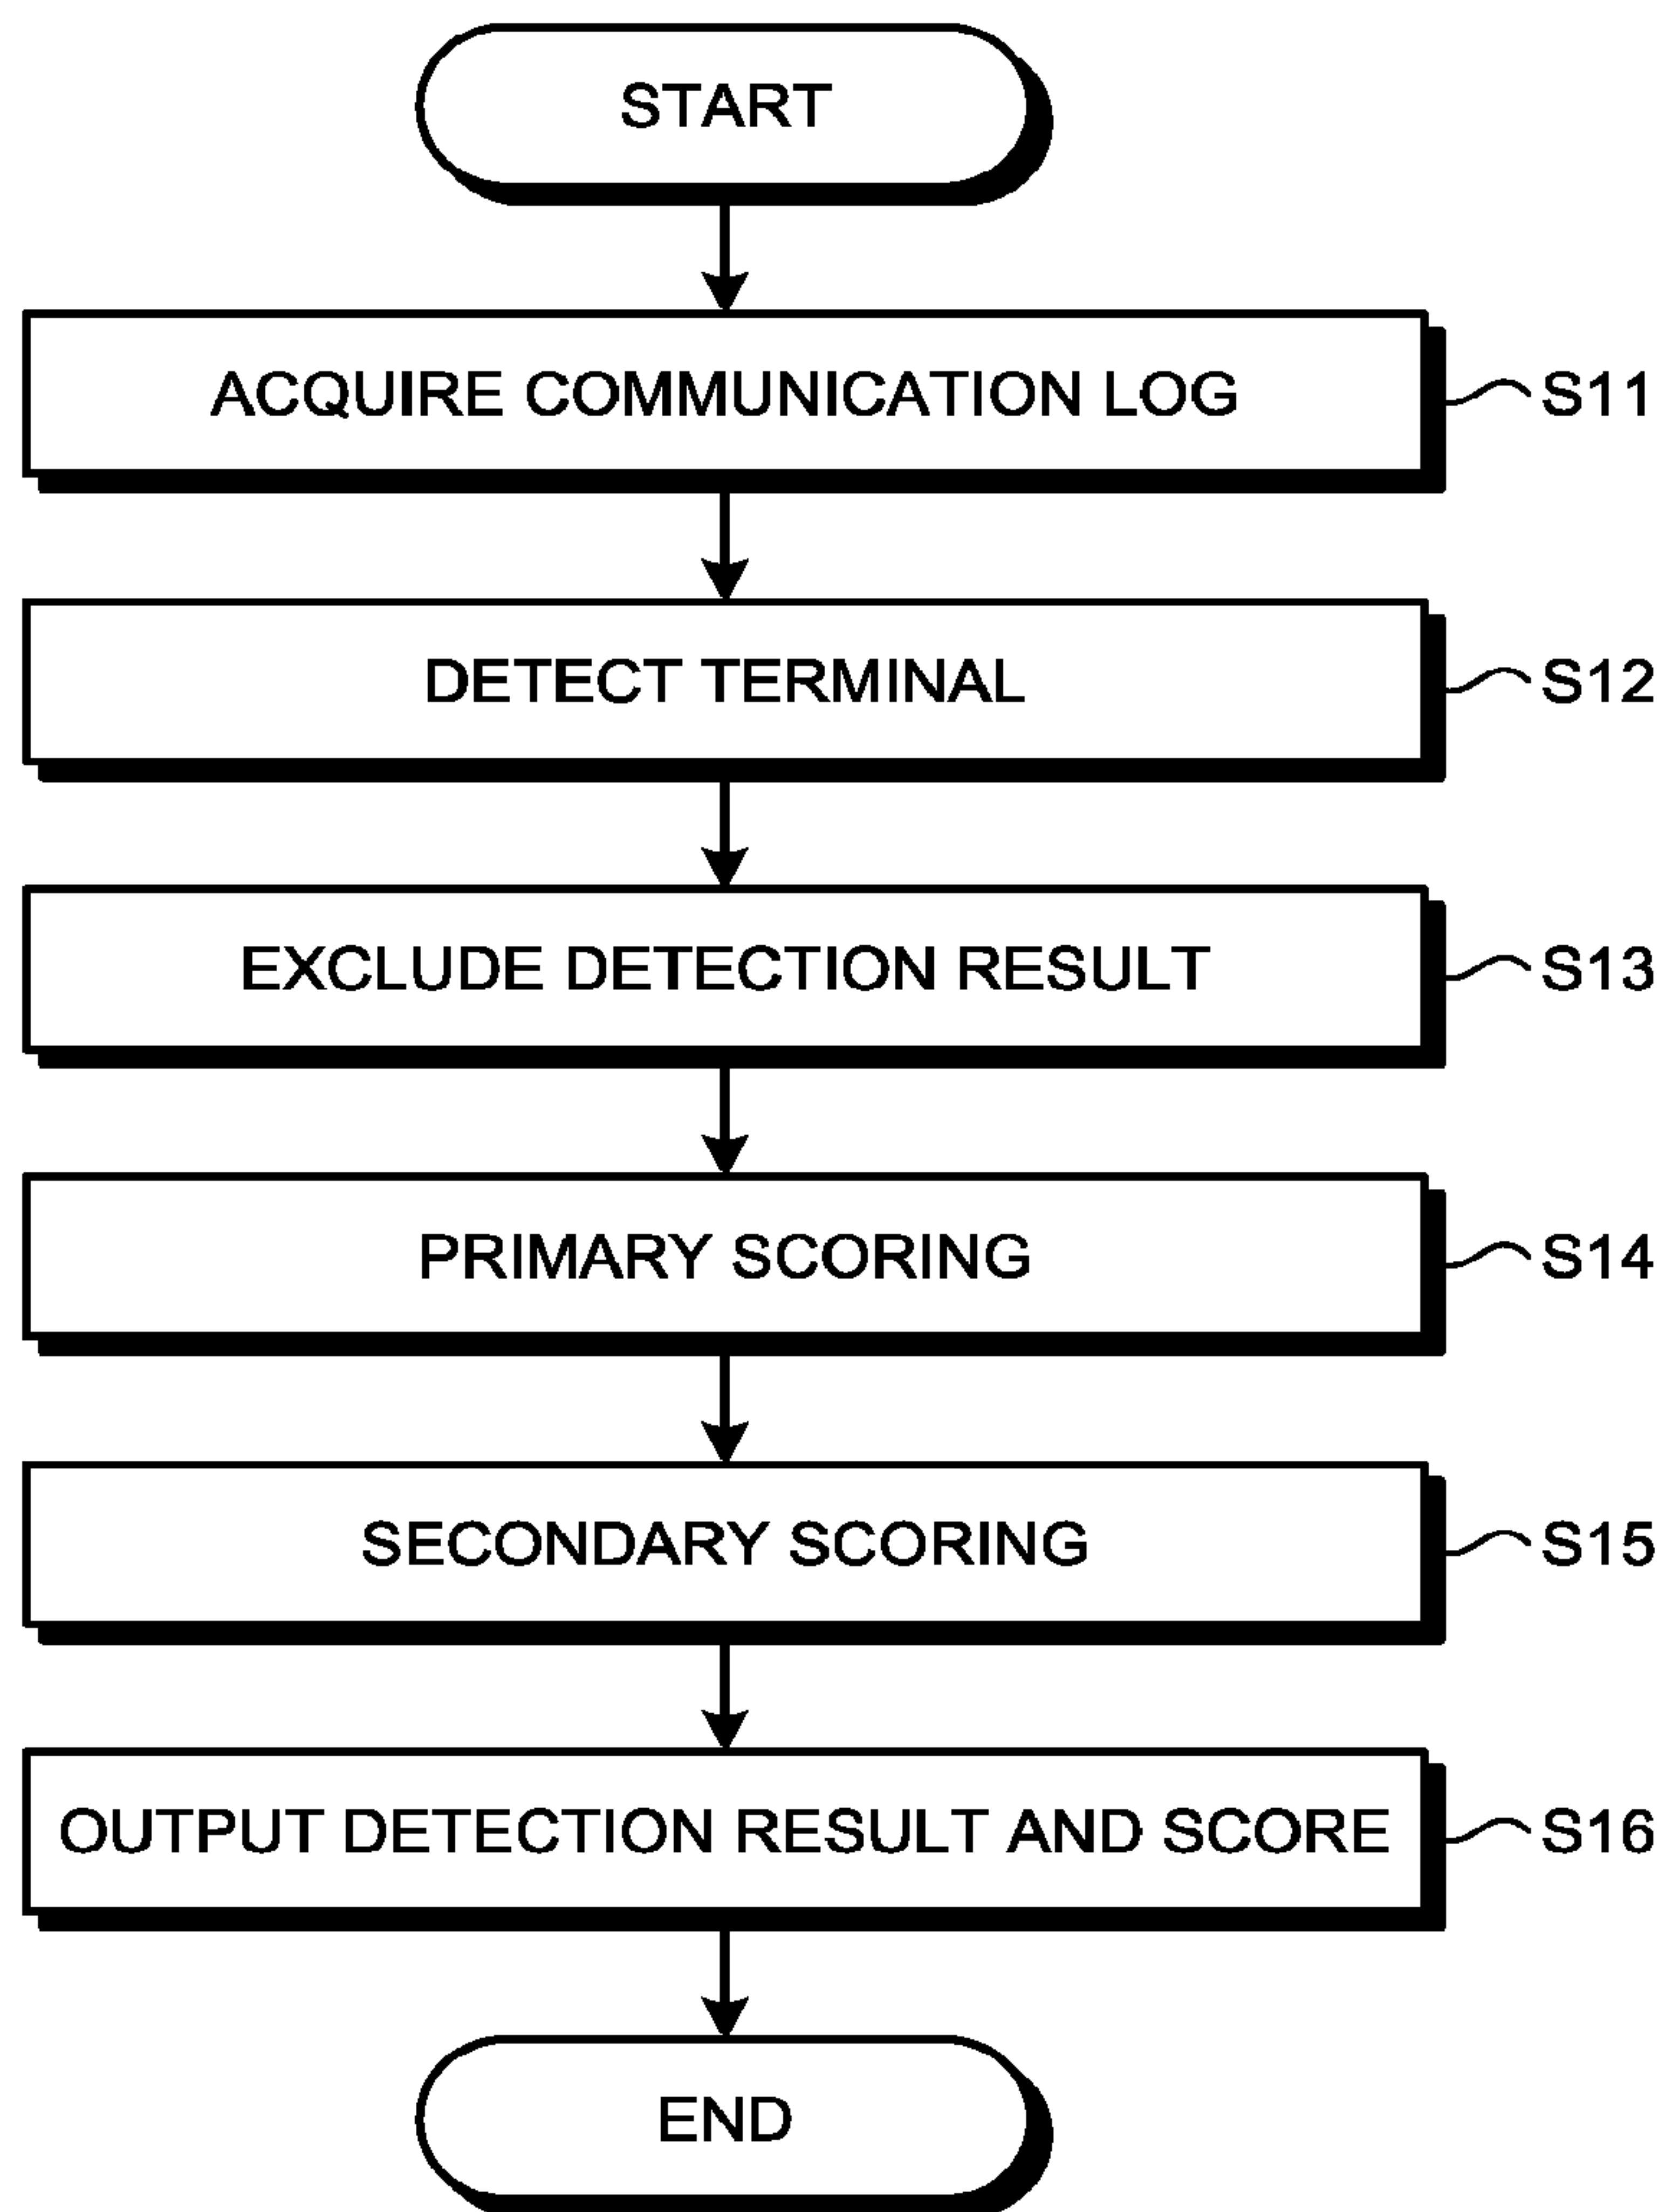 START
ACQUIRE COMMUNICATION LOG
S11
DETECT TERMINAL
S12
EXCLUDE DETECTION RESULT
S13
PRIMARY SCORING
S14
SECONDARY SCORING
S15
OUTPUT DETECTION RESULT AND SCORE
S16
END